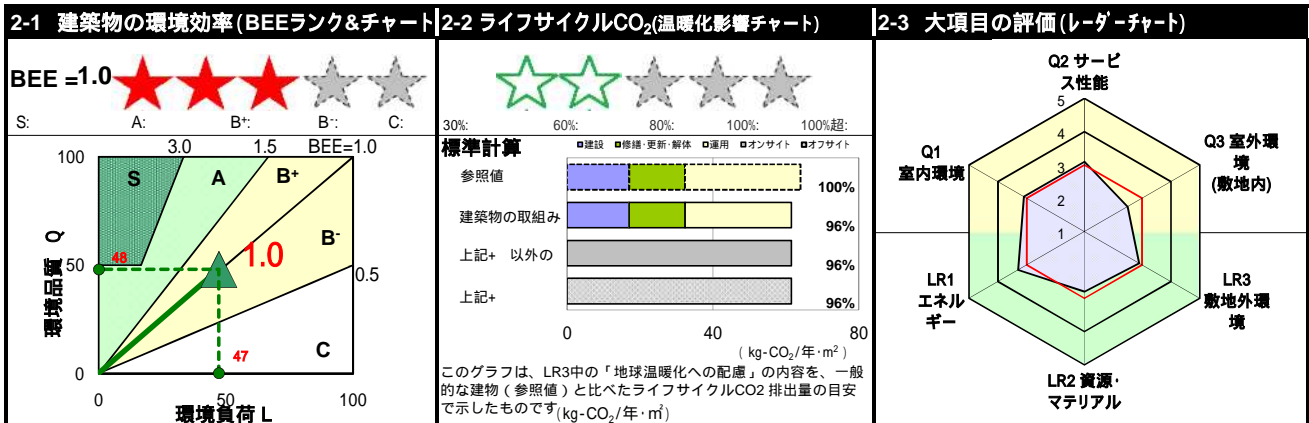 2-1 建築物の環境効率(BEEランク&チャート
BEE =1.0
S: A: B+: B-: C:
3.0 1.5 BEE=1.0
100
S A B+
環境品質 Q
48
50
1.0
B-
0.5
47
C
0
0 50 100
環境負荷 L
2-2 ライフサイクルCO2(温暖化影響チャート)
30%: 60%: 80%: 100%: 100%超:
標準計算
建設 修繕・更新・解体 運用 オンサイト オフサイト
参照値 100%
建築物の取組み 96%
上記+ 以外の 96%
上記+ 96%
0 40 80
( kg-CO2/年·m2 )
このグラフは、LR3中の「地球温暖化への配慮」の内容を、一般
的な建物(参照値)と比べたライフサイクルCO2 排出量の目安
で示したものです(kg-CO2/年·㎡)
2-3 大項目の評価(レーダーチャート)
Q2 サービ
ス性能
5
4
3
2
1
Q1
室内環境
Q3 室外環
境
(敷地内)
LR1
エネル
ギー
LR3
敷地外環
境
LR2 資源・
マテリアル